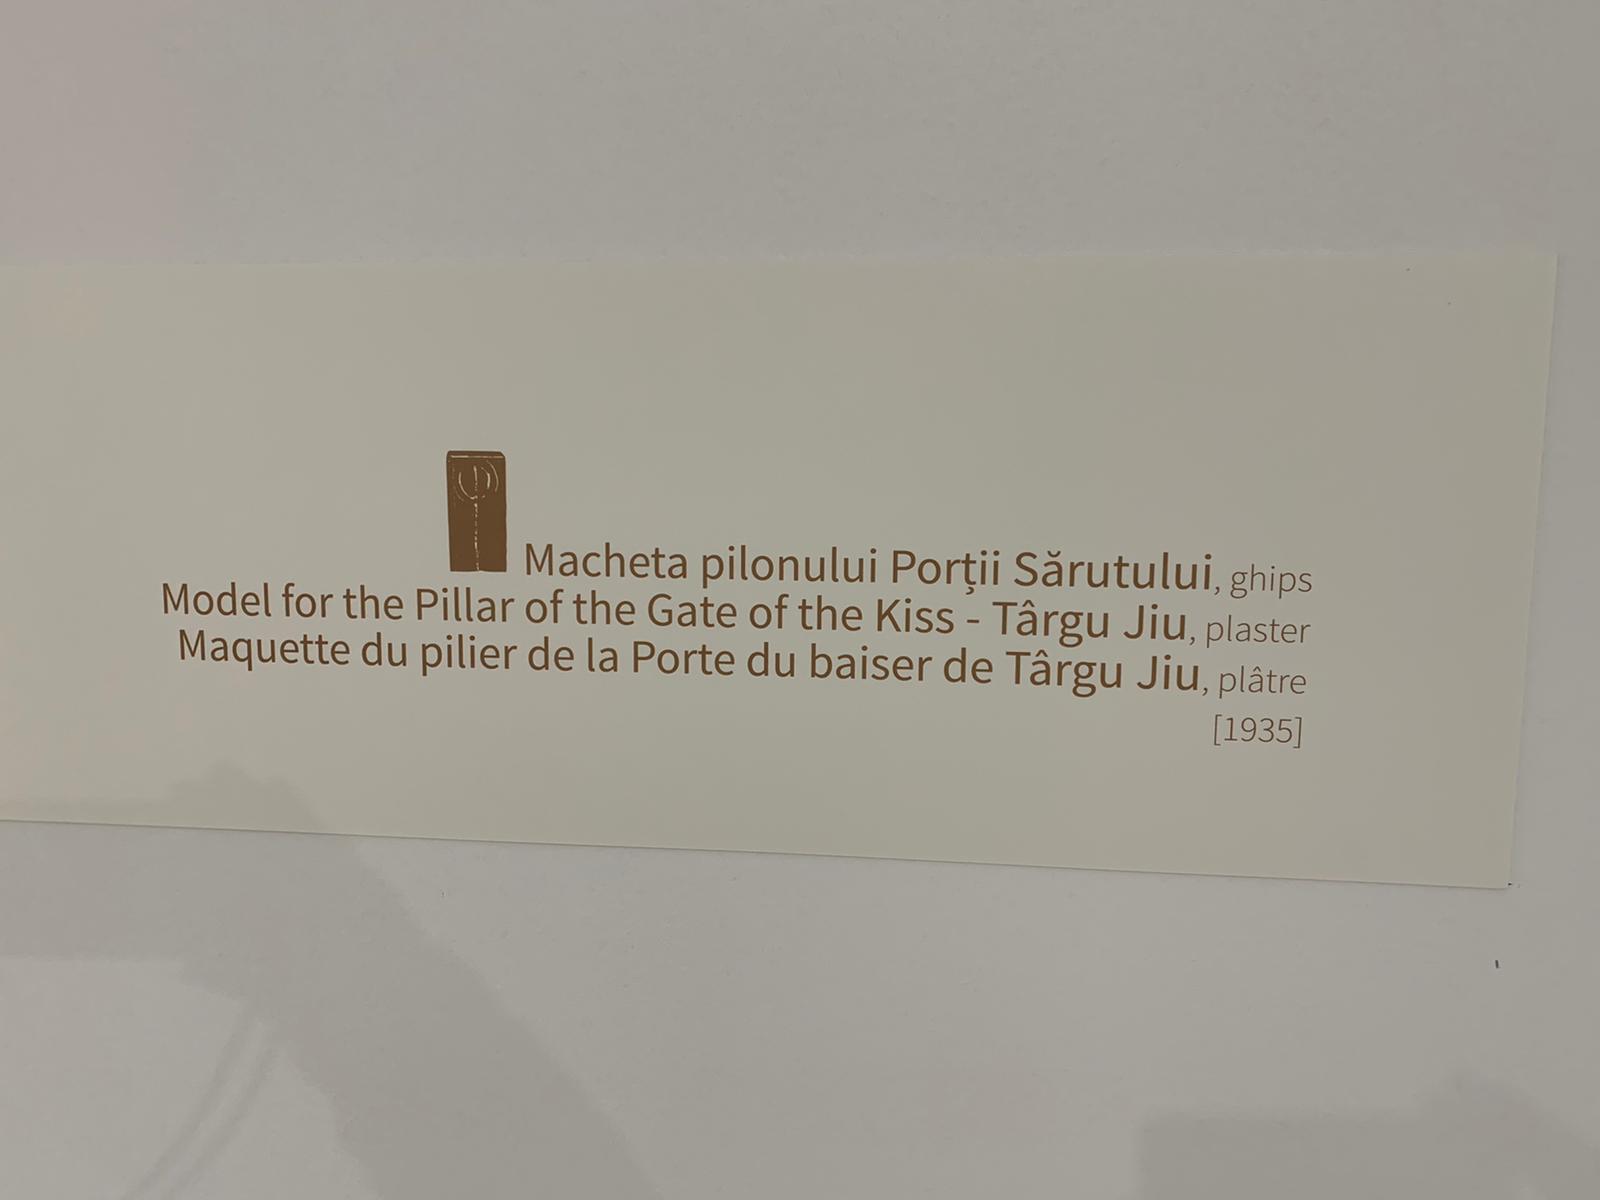 Macheta pilonului Porții Sărutului, ghips
Model for the Pillar of the Gate of the Kiss - Târgu Jiu, plaster
Maquette du pilier de la Porte du baiser de Târgu Jiu, plâtre
[1935]